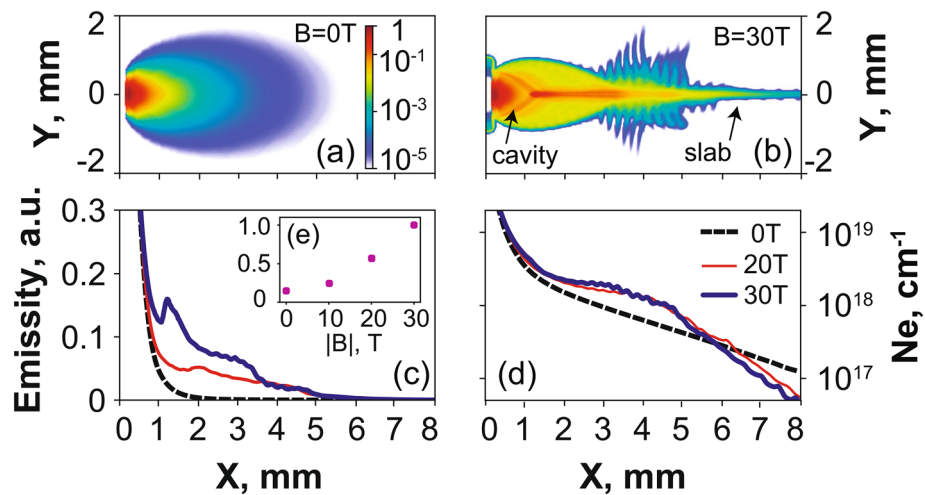 2
0
-2
Y, mm
B=0T
1
10⁻¹
10⁻³
10⁻⁵
(a)
B=30T
cavity
slab
(b)
2
0
-2
Y, mm
0.3
0.2
0.1
0
Emissity, a.u.
(e)
1.0
0.5
0
0 10 20 30
|B|, T
(c)
0 1 2 3 4 5 6 7 8
X, mm
0T
20T
30T
(d)
10¹⁹
10¹⁸
10¹⁷
Ne, cm⁻¹
0 1 2 3 4 5 6 7 8
X, mm